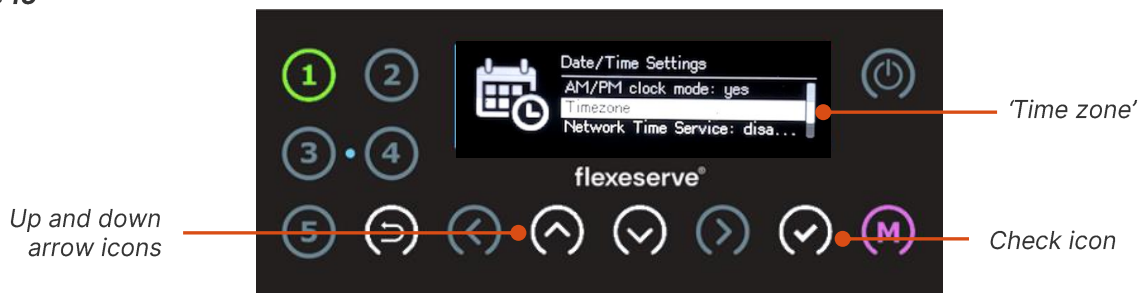 1 2
Date/Time Settings
AM/PM clock mode: yes
Timezone
Network Time Service: disa...
'Time zone'
3 4
flexeserve®
Up and down
arrow icons
5
M
Check icon